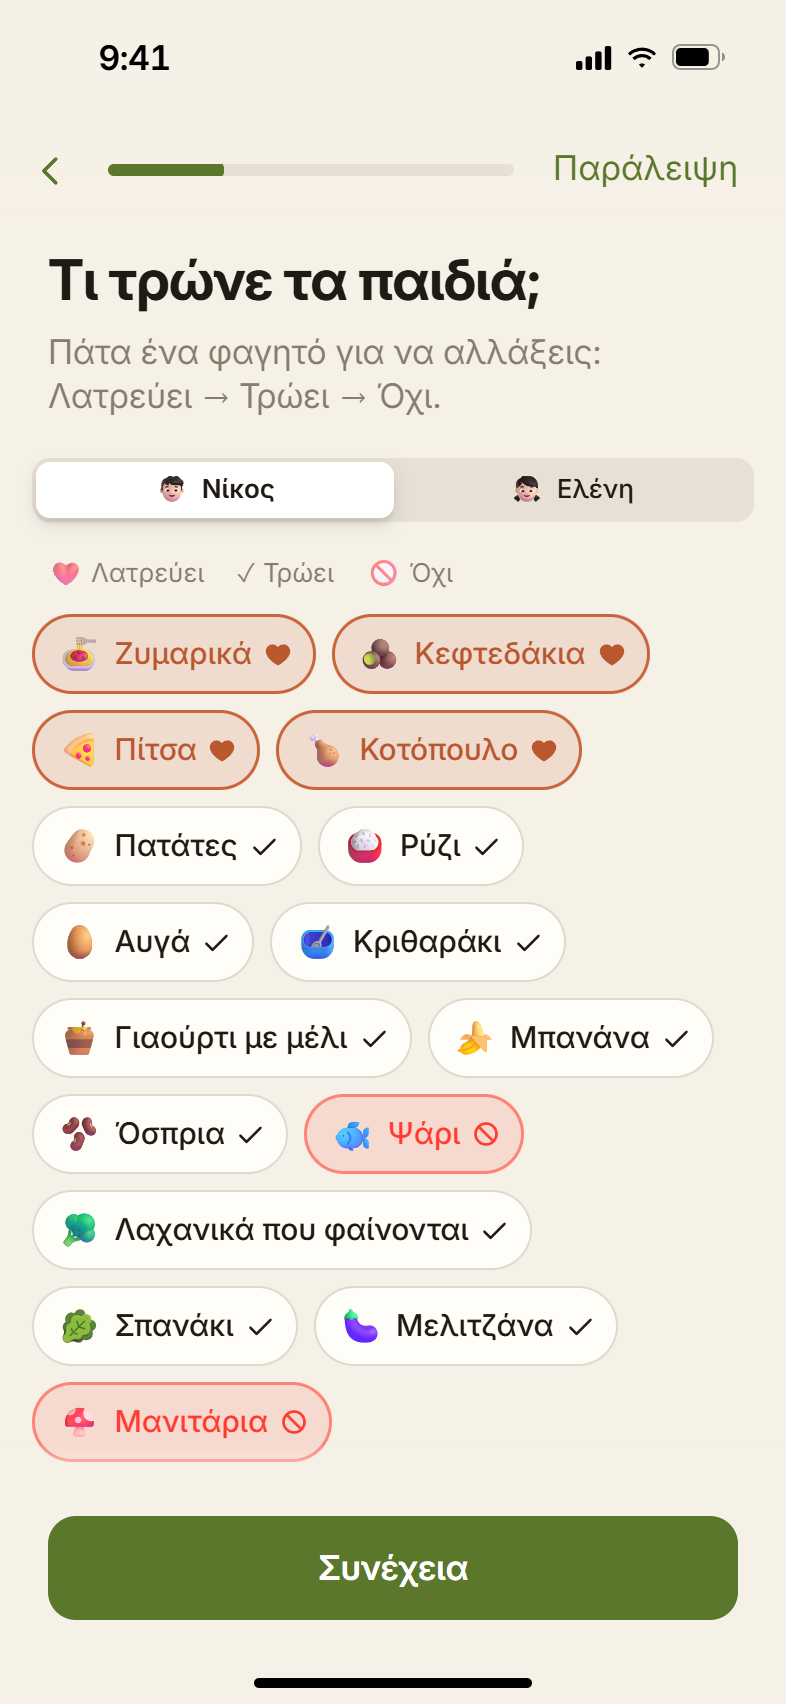 9:41
Παράλειψη
Τι τρώνε τα παιδιά;
Πάτα ένα φαγητό για να αλλάξεις:
Λατρεύει → Τρώει → Όχι.
Νίκος Ελένη
Λατρεύει ✓ Τρώει Όχι
Ζυμαρικά Κεφτεδάκια
Πίτσα Κοτόπουλο
Πατάτες Ρύζι
Αυγά Κριθαράκι
Γιαούρτι με μέλι Μπανάνα
Όσπρια Ψάρι
Λαχανικά που φαίνονται
Σπανάκι Μελιτζάνα
Μανιτάρια
Συνέχεια